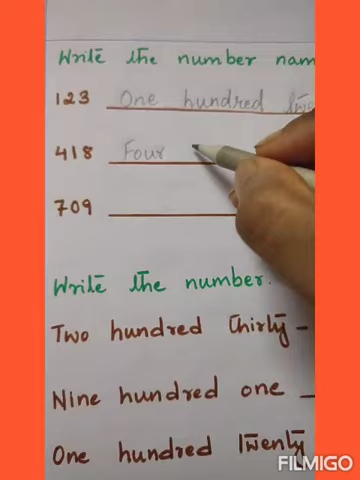 Write the number nam
123 One hundred twe
418 Four
709
Write the number.
Two hundred thirty -
Nine hundred one
One hundred twenty
FILMIGO